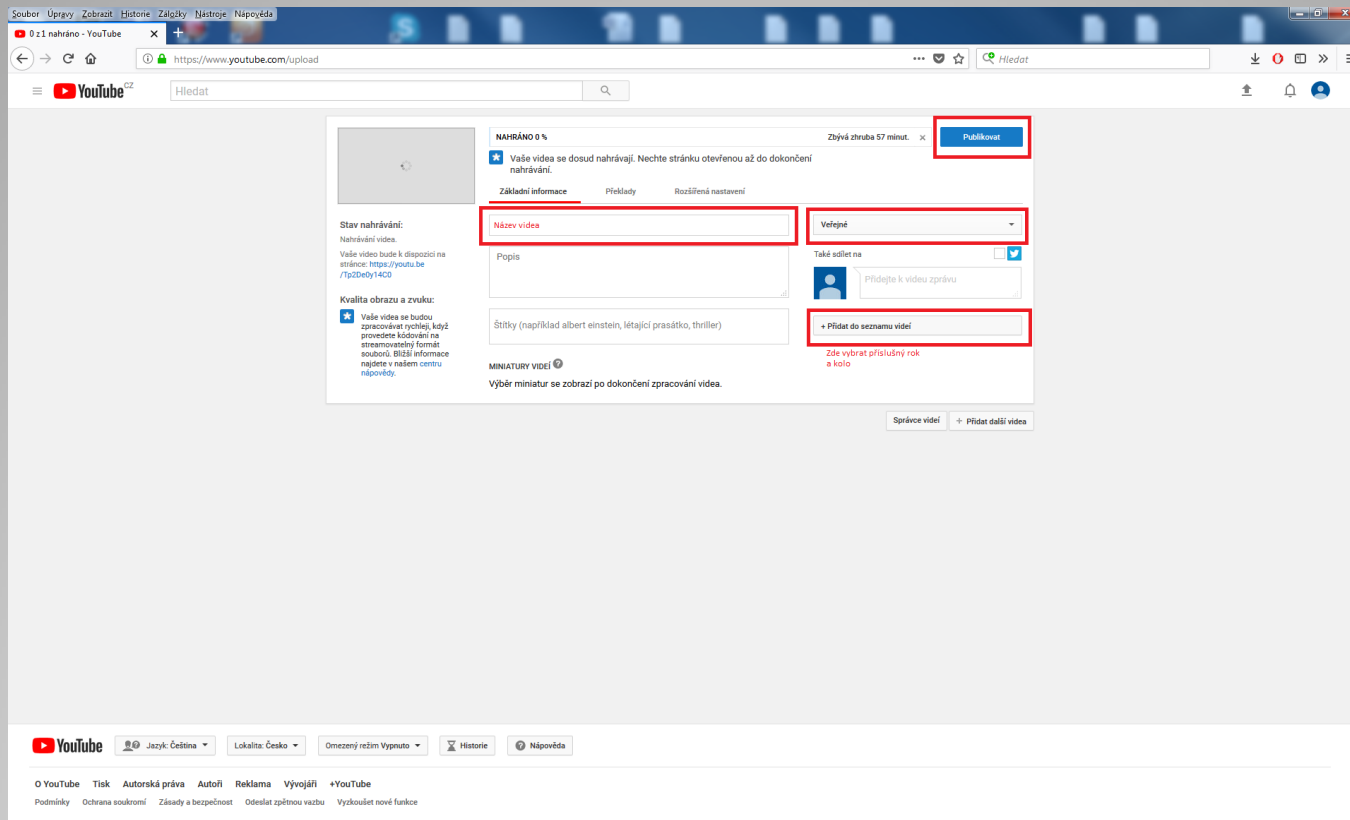 Soubor Úpravy Zobrazit Historie Záložky Nástroje Nápověda
0 z 1 nahráno - YouTube
https://www.youtube.com/upload
Hledat
YouTube CZ
Hledat
NAHRÁNO 0 %
Zbývá zhruba 57 minut.
Publikovat
Vaše videa se dosud nahrávají. Nechte stránku otevřenou až do dokončení
nahrávání.
Základní informace Překlady Rozšířená nastavení
Stav nahrávání:
Nahrávání videa.
Vaše video bude k dispozici na
stránce: https://youtu.be
/Tp2De0y14C0
Kvalita obrazu a zvuku:
Vaše videa se budou
zpracovávat rychleji, když
provedete kódování na
streamovatelný formát
souborů. Bližší informace
najdete v našem centru
nápovědy.
Název videa
Popis
Štítky (například albert einstein, létající prasátko, thriller)
MINIATURY VIDEÍ
Výběr miniatur se zobrazí po dokončení zpracování videa.
Veřejné
Také sdílet na
Přidejte k videu zprávu
+ Přidat do seznamu videí
Zde vybrat příslušný rok
a kolo
Správce videí
+ Přidat další videa
YouTube
Jazyk: Čeština
Lokalita: Česko
Omezený režim Vypnuto
Historie
Nápověda
O YouTube Tisk Autorská práva Autoři Reklama Vývojáři +YouTube
Podmínky Ochrana soukromí Zásady a bezpečnost Odeslat zpětnou vazbu Vyzkoušet nové funkce